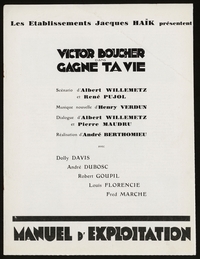 Les Etablissements Jacques HAÏK présentent
VICTOR BOUCHER
dans
GAGNE TA VIE
Scénario d'Albert WILLEMETZ
et René PUJOL
Musique nouvelle d'Henry VERDUN
Dialogue d'Albert WILLEMETZ
et Pierre MAUDRU
Réalisation d'André BERTHOMIEU
avec
Dolly DAVIS
André DUBOSC
Robert GOUPIL
Louis FLORENCIE
Fred MARCHE
MANUEL D'EXPLOITATION